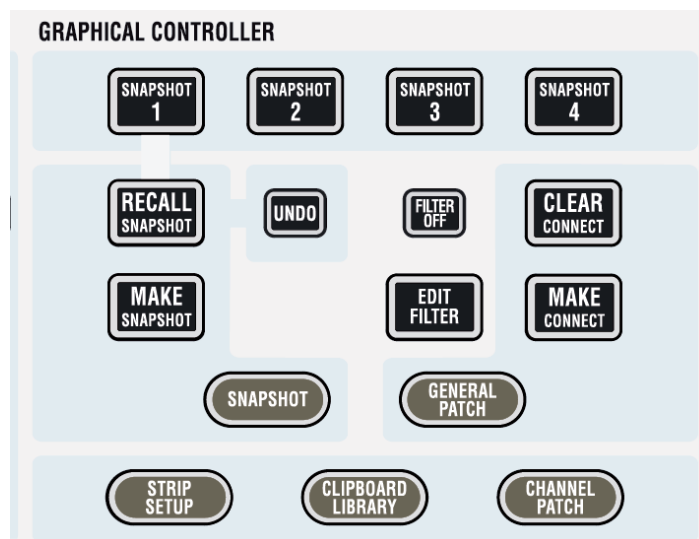 GRAPHICAL CONTROLLER
SNAPSHOT
1
SNAPSHOT
2
SNAPSHOT
3
SNAPSHOT
4
RECALL
SNAPSHOT
UNDO
FILTER
OFF
CLEAR
CONNECT
MAKE
SNAPSHOT
EDIT
FILTER
MAKE
CONNECT
SNAPSHOT
GENERAL
PATCH
STRIP
SETUP
CLIPBOARD
LIBRARY
CHANNEL
PATCH